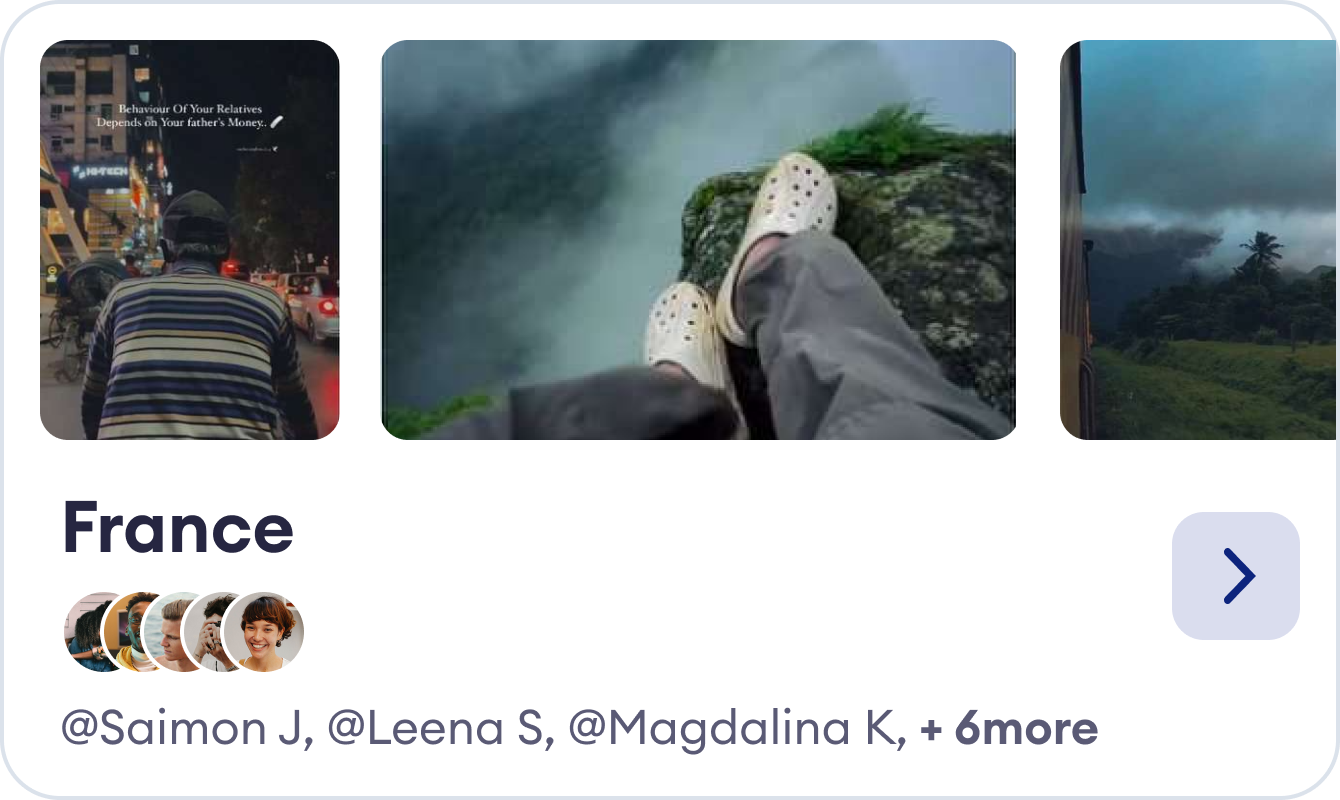 Behaviour Of Your Relatives
Depends on Your father's Money..
HI-TECH
France
@Saimon J, @Leena S, @Magdalina K, + 6more